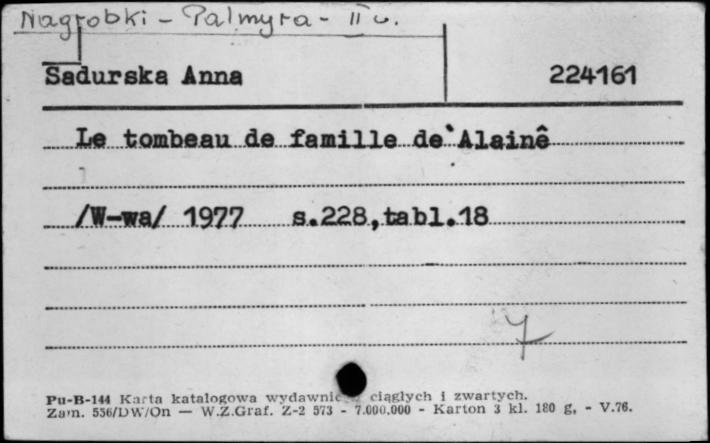 Nagrobki - Palmyra - II w.
Sadurska Anna 224161
Le tombeau de famille de`Alainê
/W-wa/ 1977 s.228,tabl.18
Pu-B-144 Karta katalogowa ciągłych i zwartych.
Zam. 556/DW/On — W.Z.Graf. Z-2 573 - 7.000.000 - Karton 3 kl. 180 g, - V.76.